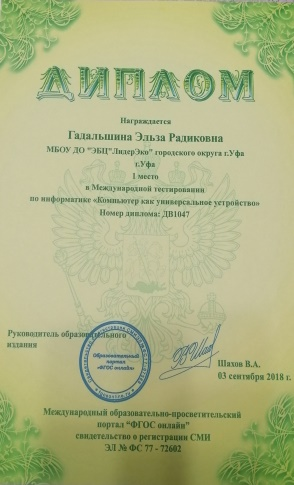 ДИПЛОМ
Награждается
Гадальшина Эльза Радиковна
МБОУ ДО "ЭБЦ"ЛидерЭко" городского округа г.Уфа
г.Уфа
1 место
в Международной тестировании
по информатике «Компьютер как универсальное устройство»
Номер диплома: ДВ1047
Руководитель образовательного
издания
Образовательный
портал
«ФГОС онлайн»
Шахов В.А.
03 сентября 2018 г.
Международный образовательно-просветительский
портал "ФГОС онлайн"
свидетельство о регистрации СМИ
ЭЛ № ФС 77 - 72602